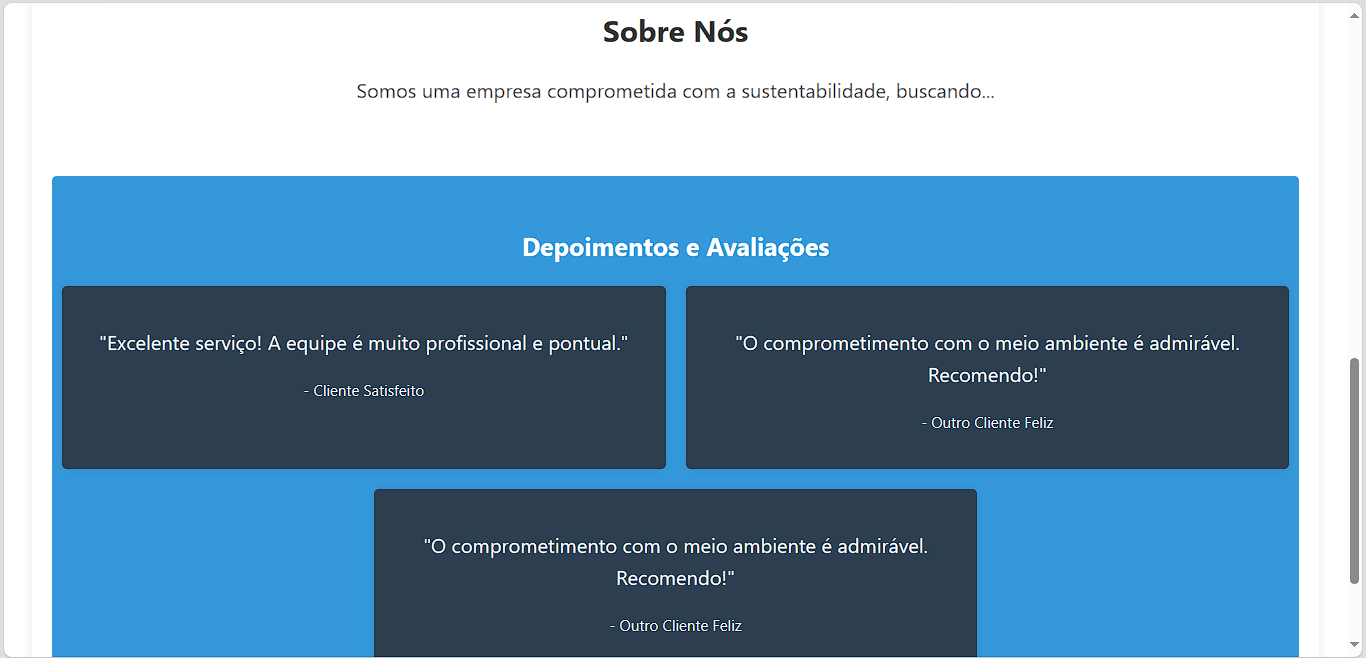 Sobre Nós
Somos uma empresa comprometida com a sustentabilidade, buscando...
Depoimentos e Avaliações
"Excelente serviço! A equipe é muito profissional e pontual."
- Cliente Satisfeito
"O comprometimento com o meio ambiente é admirável.
Recomendo!"
- Outro Cliente Feliz
"O comprometimento com o meio ambiente é admirável.
Recomendo!"
- Outro Cliente Feliz